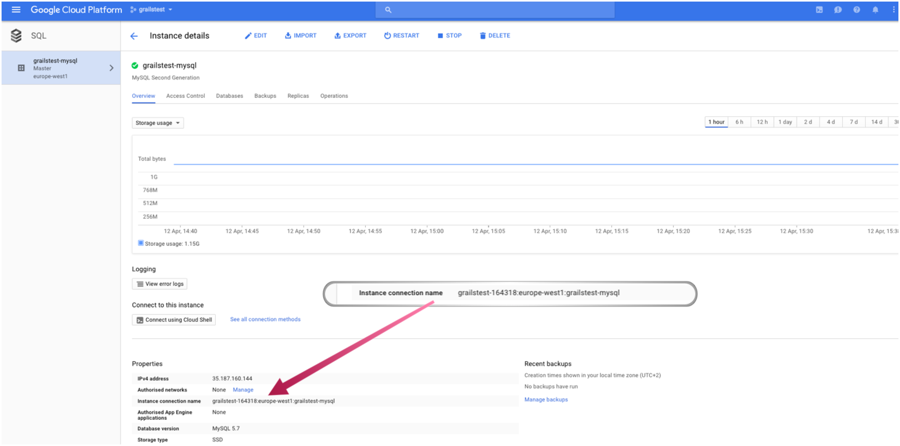 Google Cloud Platform
grailstest
SQL
Instance details
EDIT
IMPORT
EXPORT
RESTART
STOP
DELETE
grailstest-mysql
Master
europe-west1
grailstest-mysql
MySQL Second Generation
Overview
Access Control
Databases
Backups
Replicas
Operations
Storage usage
1 hour
6 h
12 h
1 day
2 d
4 d
7 d
14 d
30
Total bytes
1G
768M
512M
256M
12 Apr, 14:40
12 Apr, 14:45
12 Apr, 14:50
12 Apr, 14:55
12 Apr, 15:00
12 Apr, 15:05
12 Apr, 15:10
12 Apr, 15:15
12 Apr, 15:20
12 Apr, 15:25
12 Apr, 15:30
12 Apr, 15:3
Storage usage: 1.15G
Logging
View error logs
Instance connection name grailstest-164318:europe-west1:grailstest-mysql
Connect to this instance
Connect using Cloud Shell
See all connection methods
Properties
IPv4 address 35.187.160.144
Authorised networks None Manage
Instance connection name grailstest-164318:europe-west1:grailstest-mysql
Authorised App Engine applications None
Database version MySQL 5.7
Storage type SSD
Recent backups
Creation times shown in your local time zone (UTC+2)
No backups have run
Manage backups